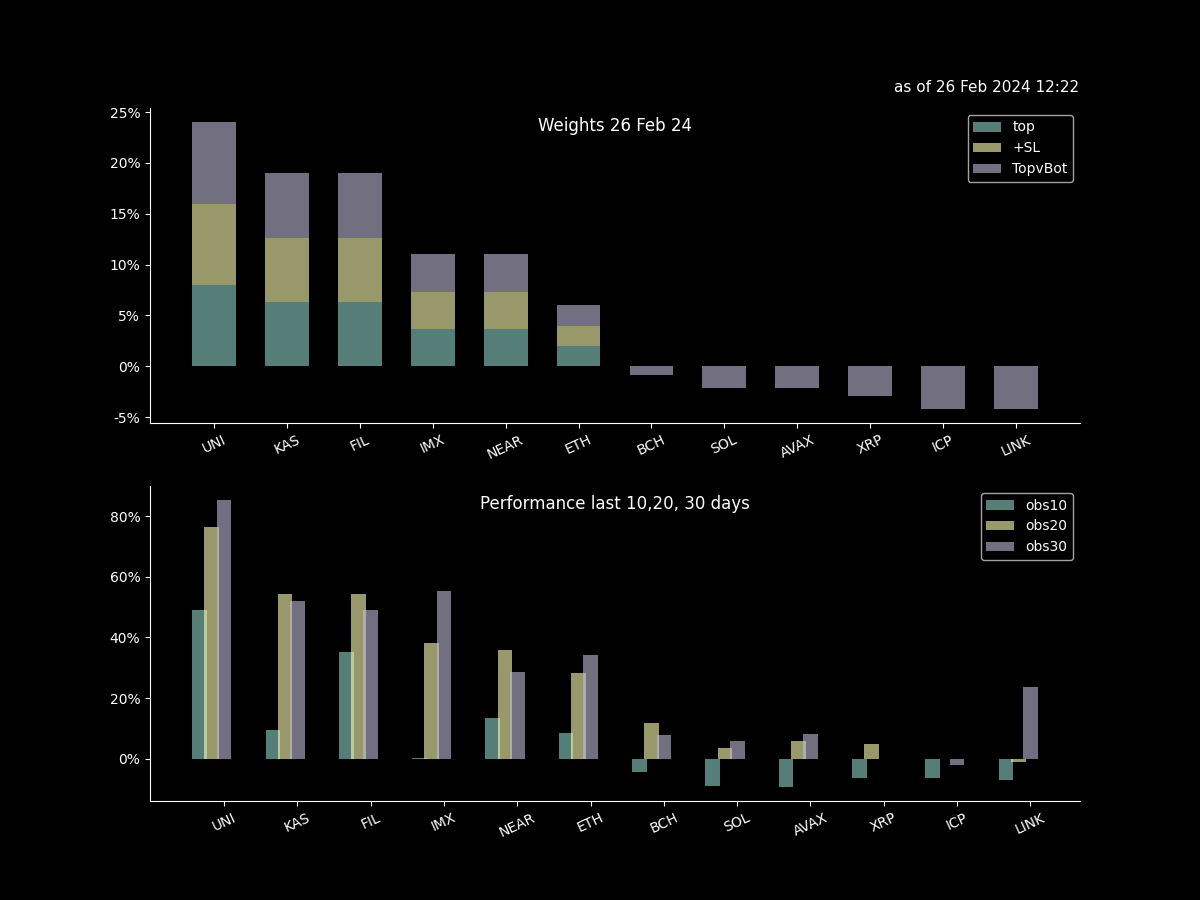 as of 26 Feb 2024 12:22
Weights 26 Feb 24
25%
20%
15%
10%
5%
0%
-5%
top
+SL
TopvBot
UNI KAS FIL IMX NEAR ETH BCH SOL AVAX XRP ICP LINK
Performance last 10,20, 30 days
80%
60%
40%
20%
0%
obs10
obs20
obs30
UNI KAS FIL IMX NEAR ETH BCH SOL AVAX XRP ICP LINK